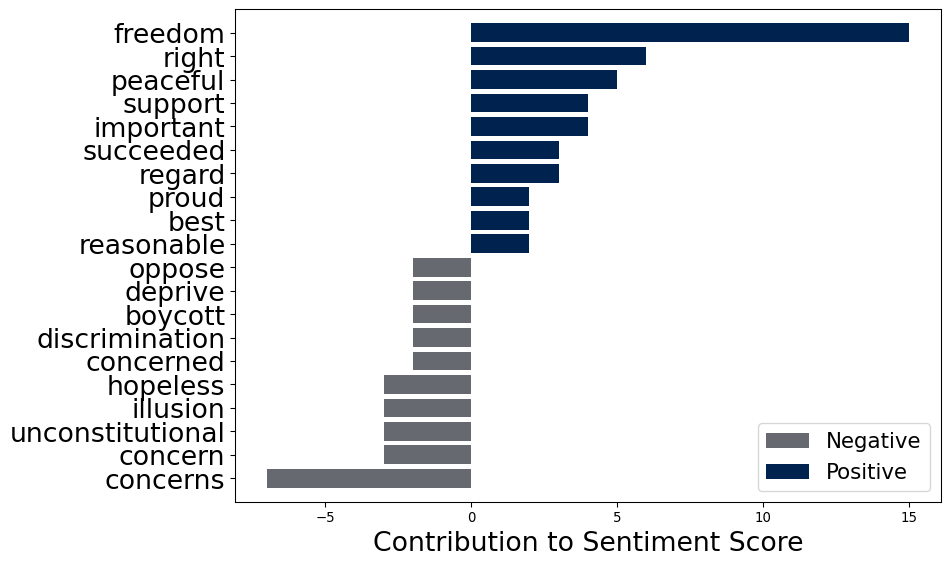 freedom
right
peaceful
support
important
succeeded
regard
proud
best
reasonable
oppose
deprive
boycott
discrimination
concerned
hopeless
illusion
unconstitutional
concern
concerns
Negative
Positive
−5 0 5 10 15
Contribution to Sentiment Score